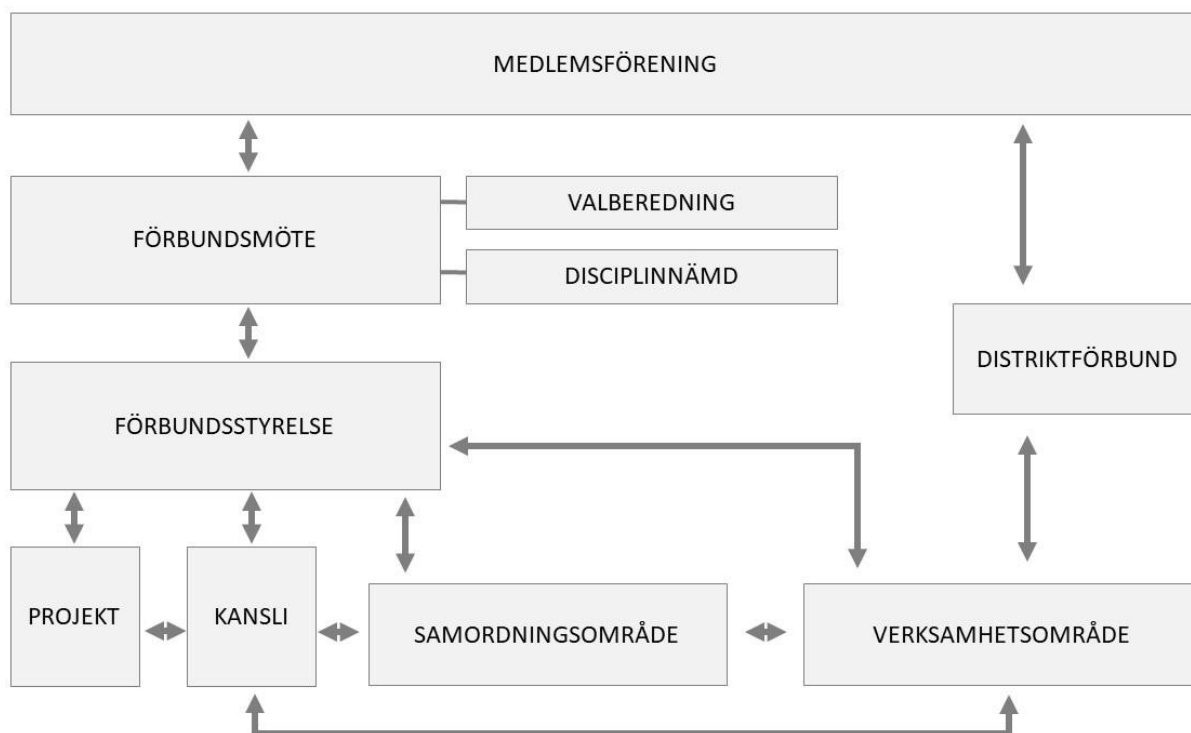 MEDLEMSFÖRENING
FÖRBUNDSMÖTE
VALBEREDNING
DISCIPLINNÄMD
DISTRIKTFÖRBUND
FÖRBUNDSSTYRELSE
PROJEKT
KANSLI
SAMORDNINGSOMRÅDE
VERKSAMHETSOMRÅDE